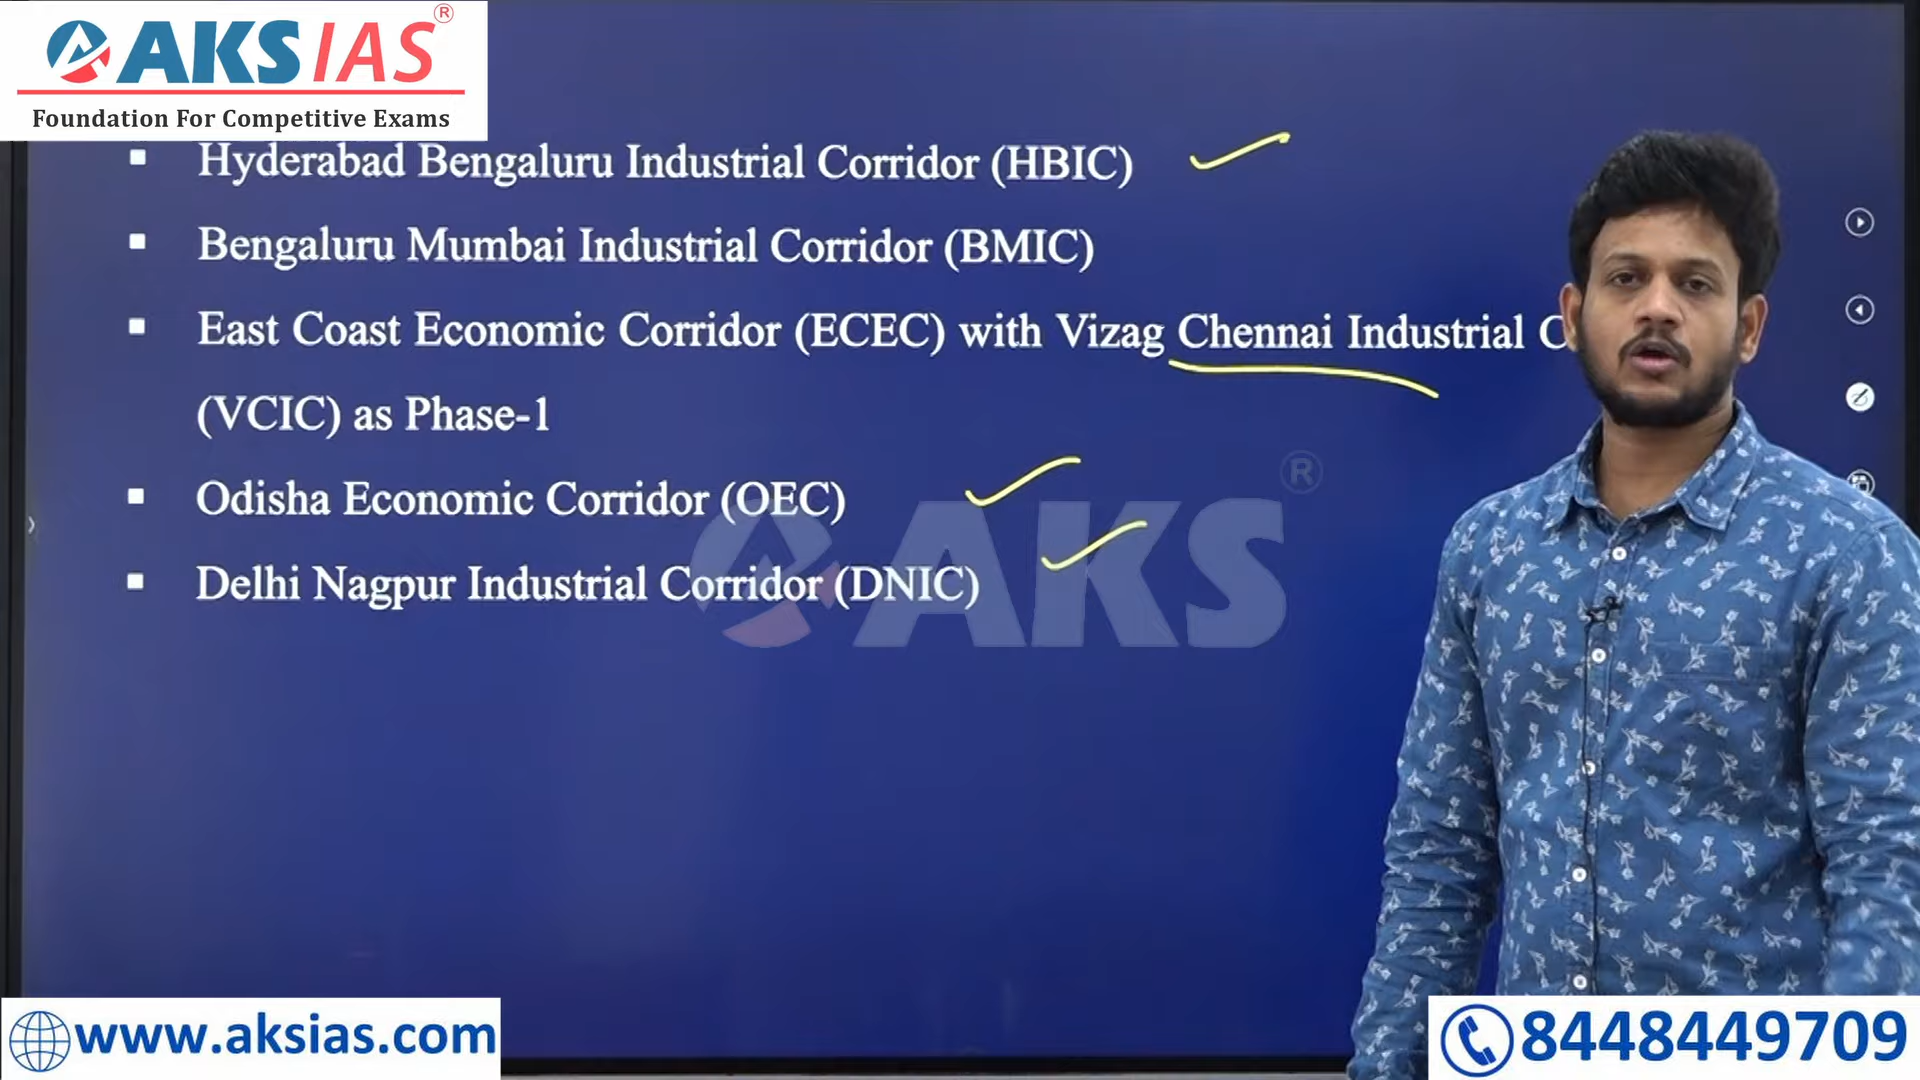 AKS IAS ®
Foundation For Competitive Exams
Hyderabad Bengaluru Industrial Corridor (HBIC)
Bengaluru Mumbai Industrial Corridor (BMIC)
East Coast Economic Corridor (ECEC) with Vizag Chennai Industrial C
(VCIC) as Phase-1
Odisha Economic Corridor (OEC)
Delhi Nagpur Industrial Corridor (DNIC)
AKS ®
www.aksias.com
8448449709